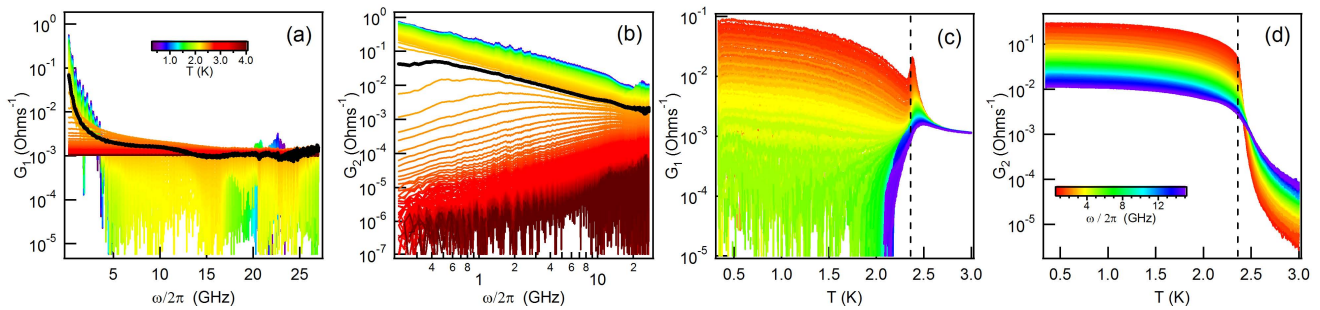 (a)
G₁ (Ohms⁻¹)
10⁰
10⁻¹
10⁻²
10⁻³
10⁻⁴
10⁻⁵
1.0 2.0 3.0 4.0
T (K)
5 10 15 20 25
ω/2π (GHz)
(b)
G₂ (Ohms⁻¹)
10⁰
10⁻¹
10⁻²
10⁻³
10⁻⁴
10⁻⁵
10⁻⁶
10⁻⁷
4 6 8 1 2 4 6 8 10 2
ω/2π (GHz)
(c)
G₁ (Ohms⁻¹)
10⁻¹
10⁻²
10⁻³
10⁻⁴
10⁻⁵
0.5 1.0 1.5 2.0 2.5 3.0
T (K)
(d)
G₂ (Ohms⁻¹)
10⁻¹
10⁻²
10⁻³
10⁻⁴
10⁻⁵
4 8 12
ω / 2π (GHz)
0.5 1.0 1.5 2.0 2.5 3.0
T (K)